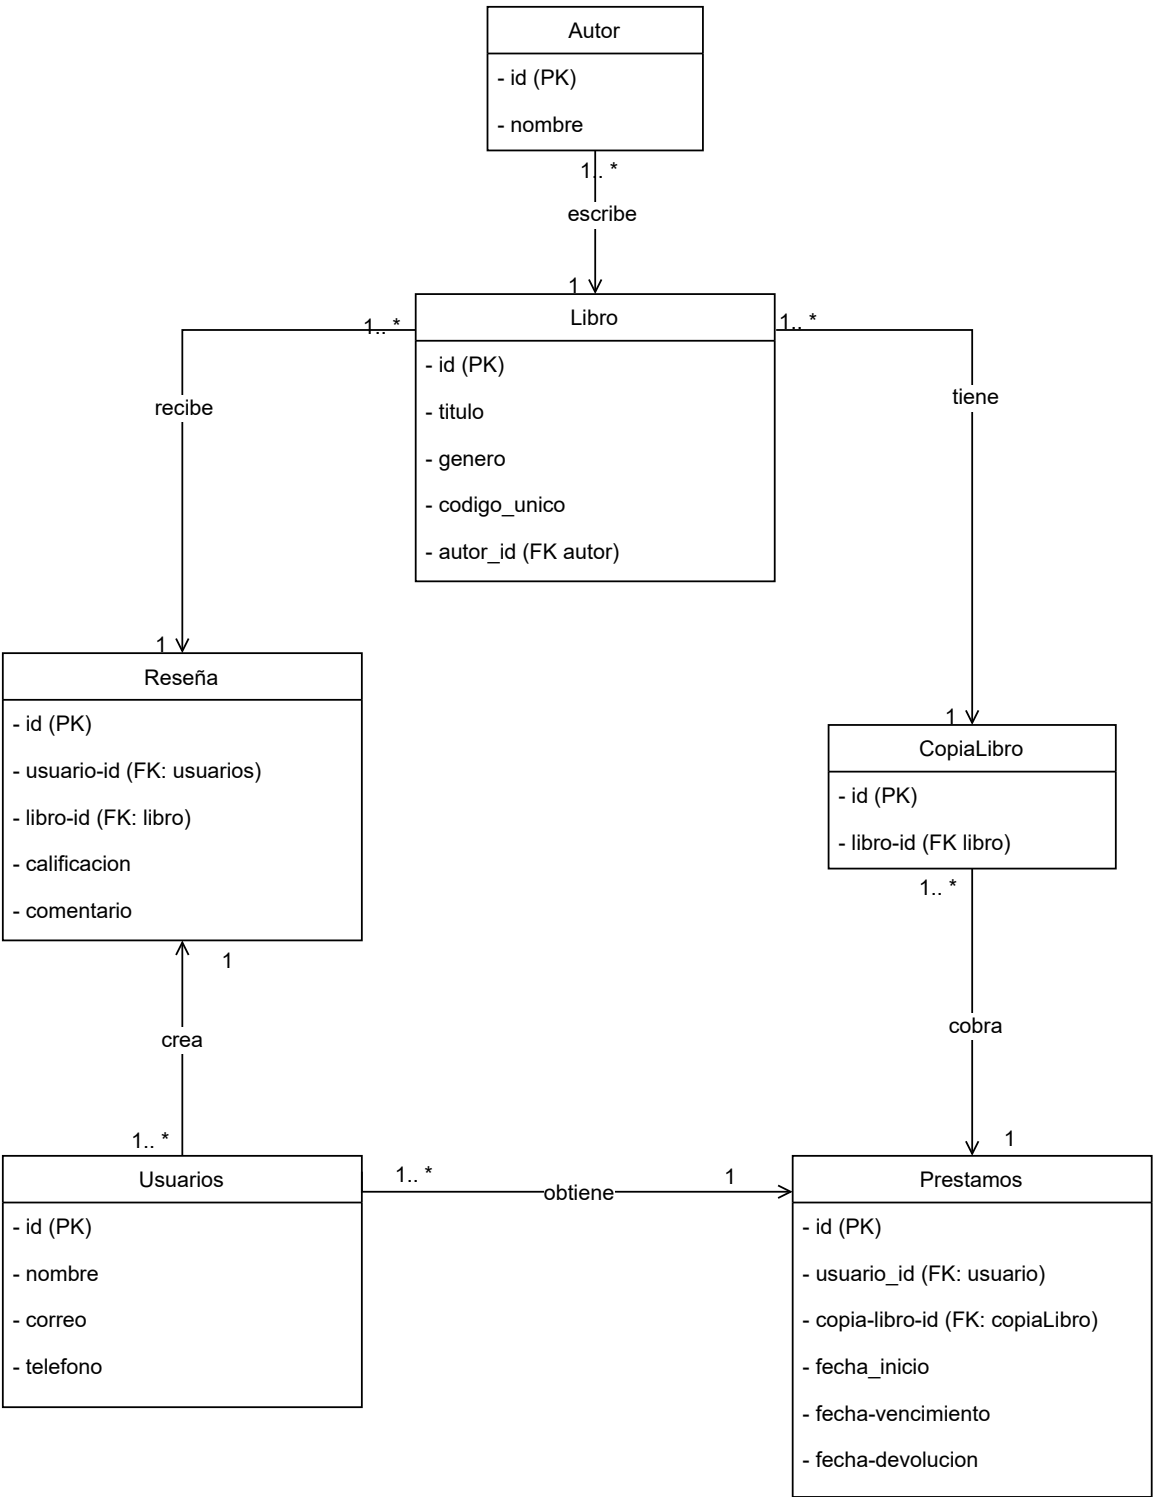 Autor
- id (PK)
- nombre
1.. *
escribe
1
Libro
- id (PK)
- titulo
- genero
- codigo_unico
- autor_id (FK autor)
1.. *
recibe
1
1.. *
tiene
1
Reseña
- id (PK)
- usuario-id (FK: usuarios)
- libro-id (FK: libro)
- calificacion
- comentario
CopiaLibro
- id (PK)
- libro-id (FK libro)
1.. *
cobra
1
1
crea
1.. *
Usuarios
- id (PK)
- nombre
- correo
- telefono
1.. *
obtiene
1
Prestamos
- id (PK)
- usuario_id (FK: usuario)
- copia-libro-id (FK: copiaLibro)
- fecha_inicio
- fecha-vencimiento
- fecha-devolucion